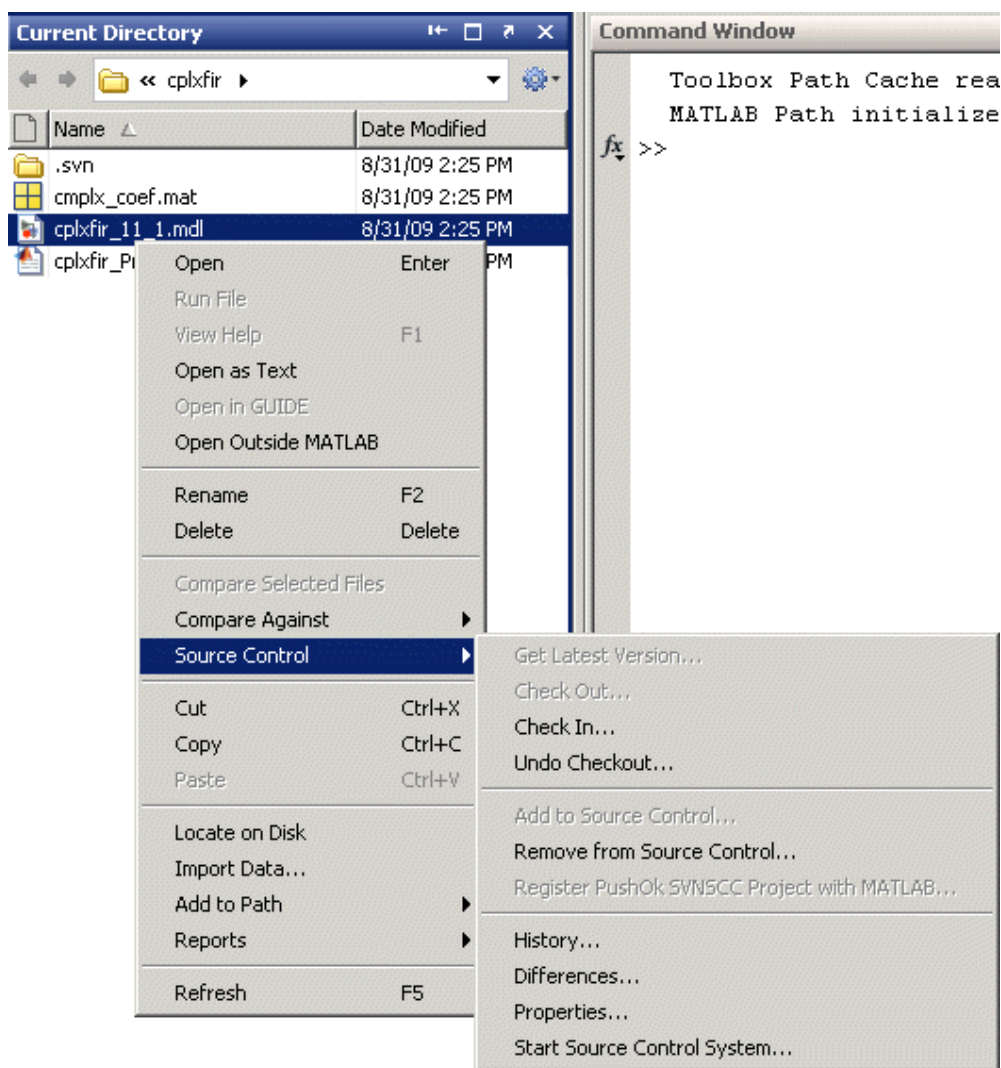 Current Directory
Command Window
« cplxfir
Toolbox Path Cache rea
MATLAB Path initialize
fx >>
Name Date Modified
.svn 8/31/09 2:25 PM
cmplx_coef.mat 8/31/09 2:25 PM
cplxfir_11_1.mdl 8/31/09 2:25 PM
cplxfir_Pr PM
Open Enter
Run File
View Help F1
Open as Text
Open in GUIDE
Open Outside MATLAB
Rename F2
Delete Delete
Compare Selected Files
Compare Against
Source Control
Cut Ctrl+X
Copy Ctrl+C
Paste Ctrl+V
Locate on Disk
Import Data...
Add to Path
Reports
Refresh F5
Get Latest Version...
Check Out...
Check In...
Undo Checkout...
Add to Source Control...
Remove from Source Control...
Register PushOk SVNSCC Project with MATLAB...
History...
Differences...
Properties...
Start Source Control System...